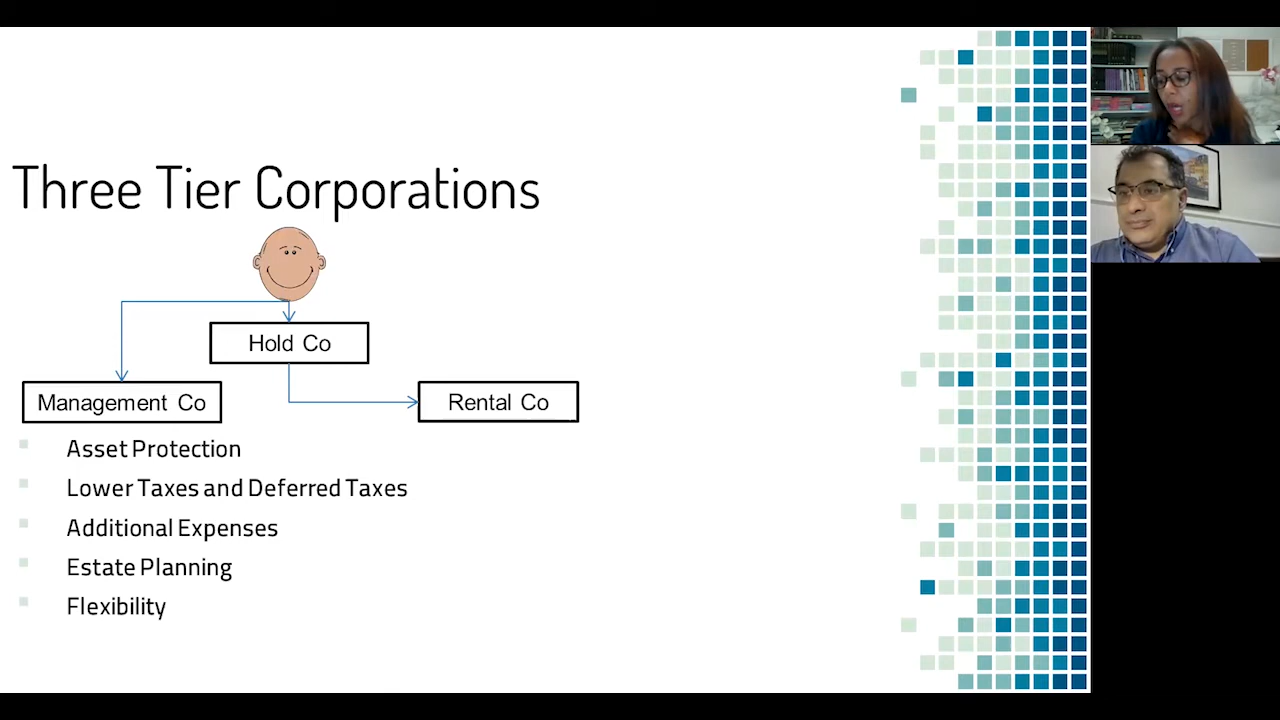 Three Tier Corporations
Hold Co
Management Co
Rental Co
Asset Protection
Lower Taxes and Deferred Taxes
Additional Expenses
Estate Planning
Flexibility